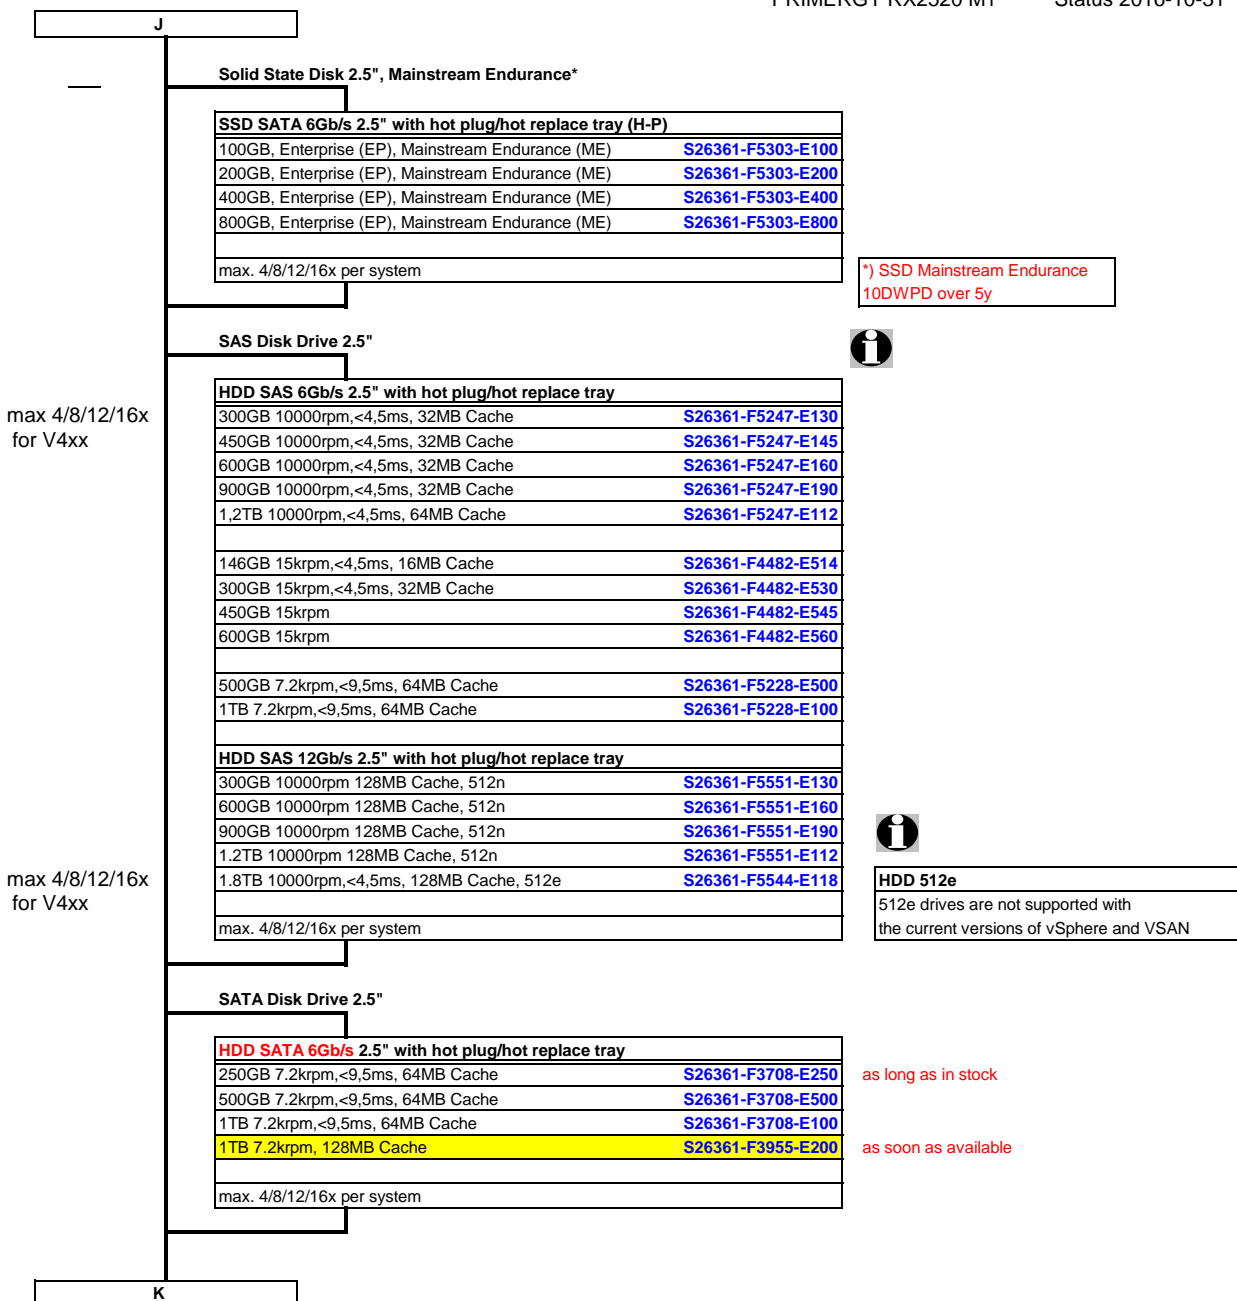 PRIMERGY RX2520 M1 Status 2016-10-31
J
Solid State Disk 2.5", Mainstream Endurance*
SSD SATA 6Gb/s 2.5" with hot plug/hot replace tray (H-P)
100GB, Enterprise (EP), Mainstream Endurance (ME) S26361-F5303-E100
200GB, Enterprise (EP), Mainstream Endurance (ME) S26361-F5303-E200
400GB, Enterprise (EP), Mainstream Endurance (ME) S26361-F5303-E400
800GB, Enterprise (EP), Mainstream Endurance (ME) S26361-F5303-E800
max. 4/8/12/16x per system
*) SSD Mainstream Endurance
10DWPD over 5y
SAS Disk Drive 2.5"
HDD SAS 6Gb/s 2.5" with hot plug/hot replace tray
max 4/8/12/16x
for V4xx
300GB 10000rpm,<4,5ms, 32MB Cache S26361-F5247-E130
450GB 10000rpm,<4,5ms, 32MB Cache S26361-F5247-E145
600GB 10000rpm,<4,5ms, 32MB Cache S26361-F5247-E160
900GB 10000rpm,<4,5ms, 32MB Cache S26361-F5247-E190
1,2TB 10000rpm,<4,5ms, 64MB Cache S26361-F5247-E112
146GB 15krpm,<4,5ms, 16MB Cache S26361-F4482-E514
300GB 15krpm,<4,5ms, 32MB Cache S26361-F4482-E530
450GB 15krpm S26361-F4482-E545
600GB 15krpm S26361-F4482-E560
500GB 7.2krpm,<9,5ms, 64MB Cache S26361-F5228-E500
1TB 7.2krpm,<9,5ms, 64MB Cache S26361-F5228-E100
HDD SAS 12Gb/s 2.5" with hot plug/hot replace tray
300GB 10000rpm 128MB Cache, 512n S26361-F5551-E130
600GB 10000rpm 128MB Cache, 512n S26361-F5551-E160
900GB 10000rpm 128MB Cache, 512n S26361-F5551-E190
1.2TB 10000rpm 128MB Cache, 512n S26361-F5551-E112
max 4/8/12/16x
for V4xx
1.8TB 10000rpm,<4,5ms, 128MB Cache, 512e S26361-F5544-E118
max. 4/8/12/16x per system
HDD 512e
512e drives are not supported with
the current versions of vSphere and VSAN
SATA Disk Drive 2.5"
HDD SATA 6Gb/s 2.5" with hot plug/hot replace tray
250GB 7.2krpm,<9,5ms, 64MB Cache S26361-F3708-E250 as long as in stock
500GB 7.2krpm,<9,5ms, 64MB Cache S26361-F3708-E500
1TB 7.2krpm,<9,5ms, 64MB Cache S26361-F3708-E100
1TB 7.2krpm, 128MB Cache S26361-F3955-E200 as soon as available
max. 4/8/12/16x per system
K